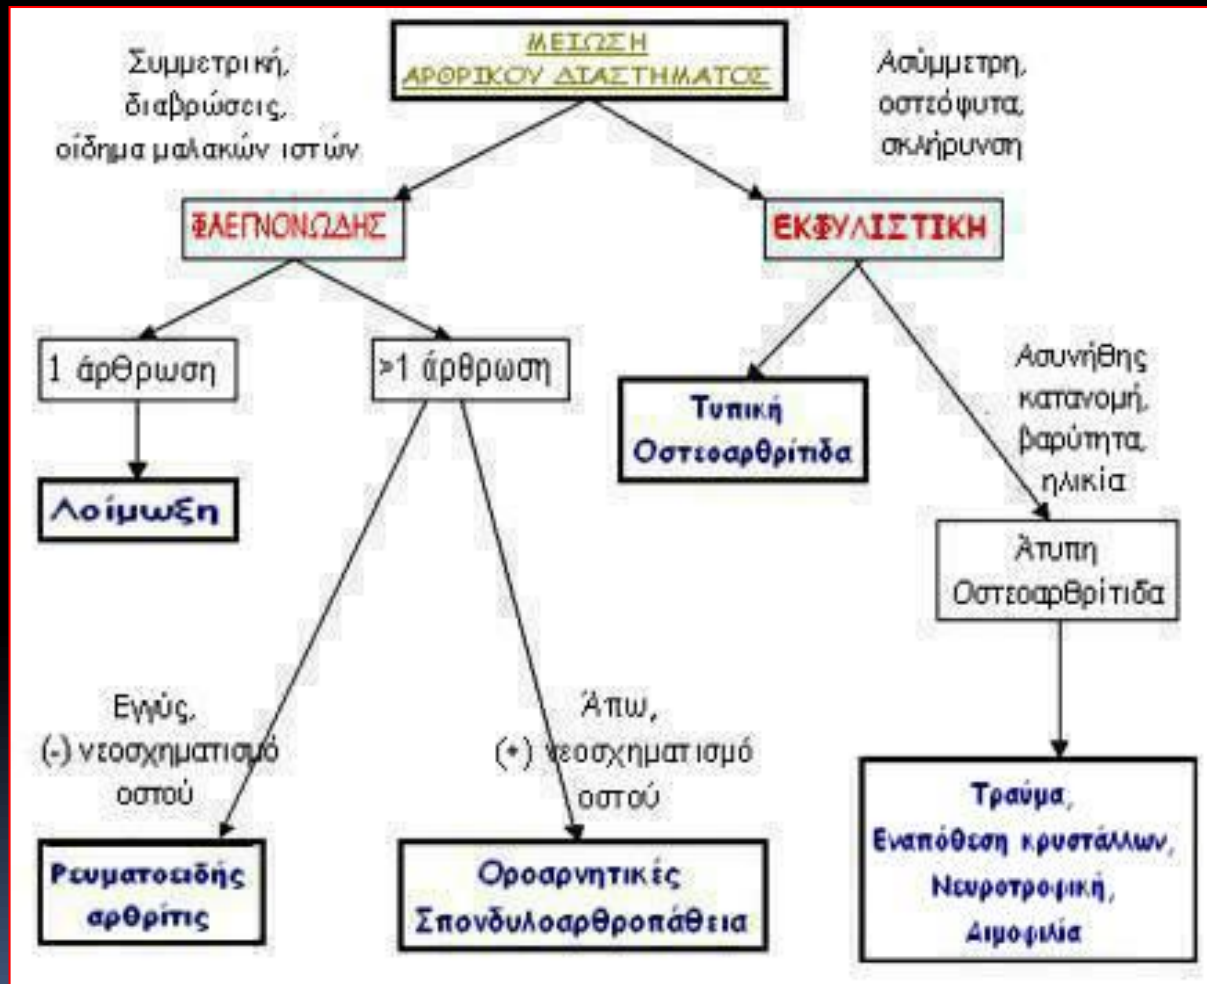 ΜΕΙΩΣΗ
ΑΡΘΡΙΚΟΥ ΔΙΑΣΤΗΜΑΤΟΣ
Συμμετρική,
διαβρώσεις,
οίδημα μαλακών ιστών
Ασύμμετρη,
οστεόφυτα,
σκλήρυνση
ΦΛΕΓΝΟΝΩΔΗΣ
ΕΚΦΥΛΙΣΤΙΚΗ
1 άρθρωση
>1 άρθρωση
Τυπική
Οστεοαρθρίτιδα
Ασυνήθης
κατανομή,
βαρύτητα,
ηλικία
Λοίμωξη
Άτυπη
Οστεοαρθρίτιδα
Εγγύς,
(-) νεοσχηματισμό
οστού
Άπω,
(+) νεοσχηματισμό
οστού
Ρευματοειδής
αρθρίτις
Οροσρνητικές
Σπονδυλοαρθροπάθεια
Τραύμα,
Εναπόθεση κρυστάλλων,
Νευροτροφική,
Αιμοφιλία